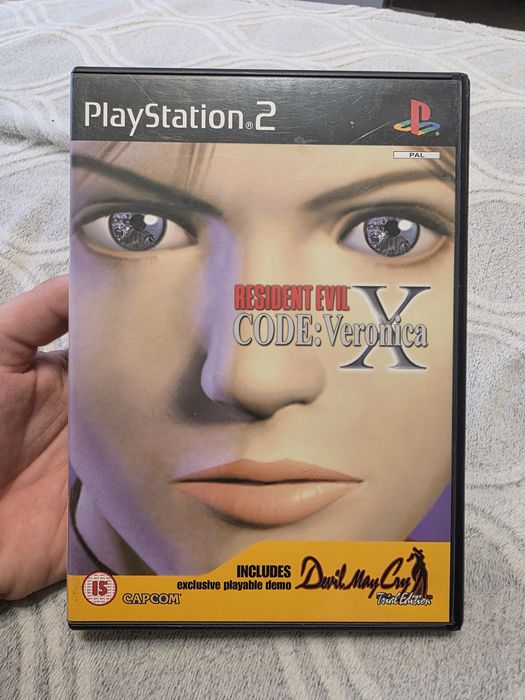 PlayStation®2
PAL
RESIDENT EVIL
CODE: Veronica X
INCLUDES
exclusive playable demo
Devil May Cry
Trial Edition
15
CAPCOM